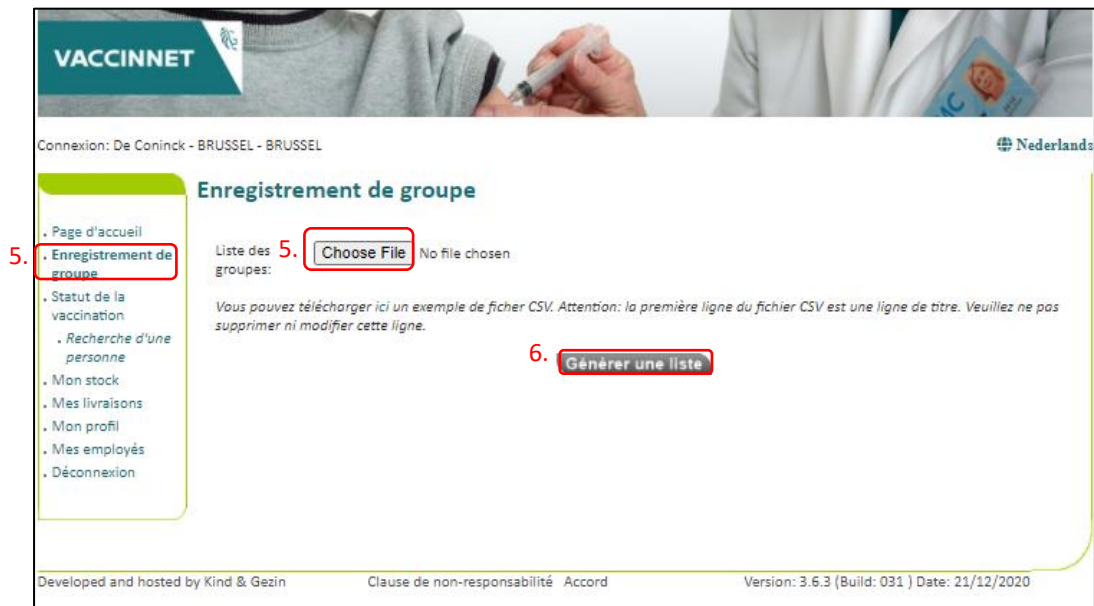 VACCINNET
MC
Connexion: De Coninck - BRUSSEL - BRUSSEL
Nederlands
Enregistrement de groupe
. Page d'accueil
5.
. Enregistrement de
groupe
. Statut de la
vaccination
. Recherche d'une
personne
. Mon stock
. Mes livraisons
. Mon profil
. Mes employés
. Déconnexion
Liste des
groupes:
5.
Choose File No file chosen
Vous pouvez télécharger ici un exemple de ficher CSV. Attention: la première ligne du fichier CSV est une ligne de titre. Veuillez ne pas
supprimer ni modifier cette ligne.
6.
Générer une liste
Developed and hosted by Kind & Gezin
Clause de non-responsabilité Accord
Version: 3.6.3 (Build: 031 ) Date: 21/12/2020